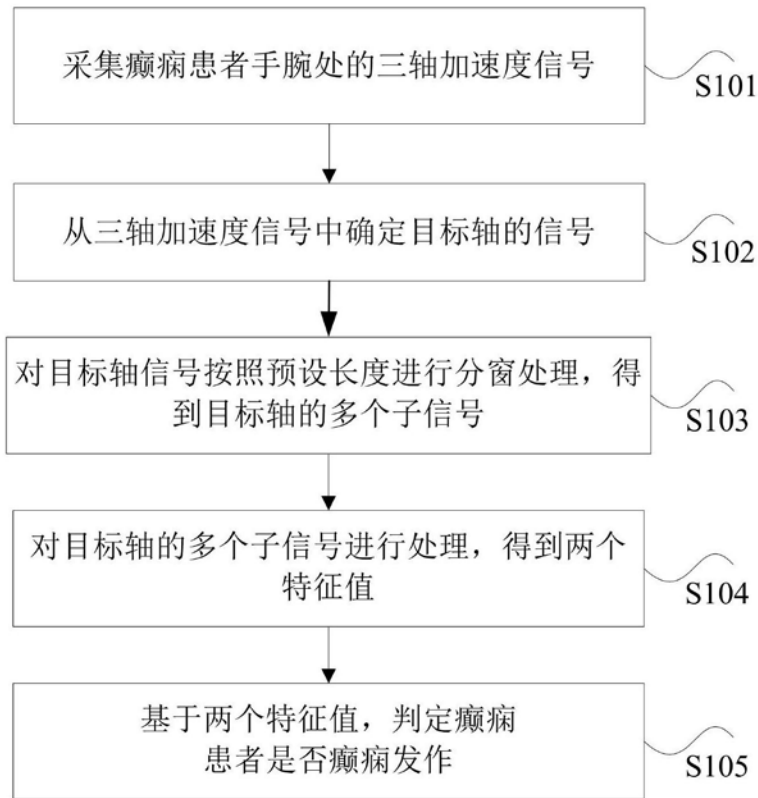 采集癫痫患者手腕处的三轴加速度信号
S101
从三轴加速度信号中确定目标轴的信号
S102
对目标轴信号按照预设长度进行分窗处理，得
到目标轴的多个子信号
S103
对目标轴的多个子信号进行处理，得到两个
特征值
S104
基于两个特征值，判定癫痫
患者是否癫痫发作
S105